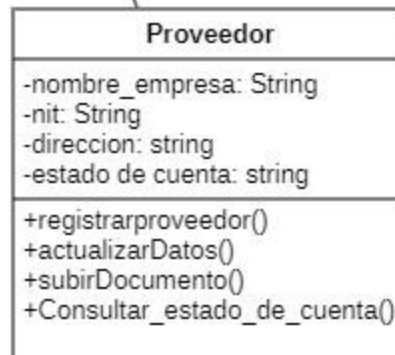 Proveedor
-nombre_empresa: String
-nit: String
-direccion: string
-estado de cuenta: string
+registrarproveedor()
+actualizarDatos()
+subirDocumento()
+Consultar_estado_de_cuenta()